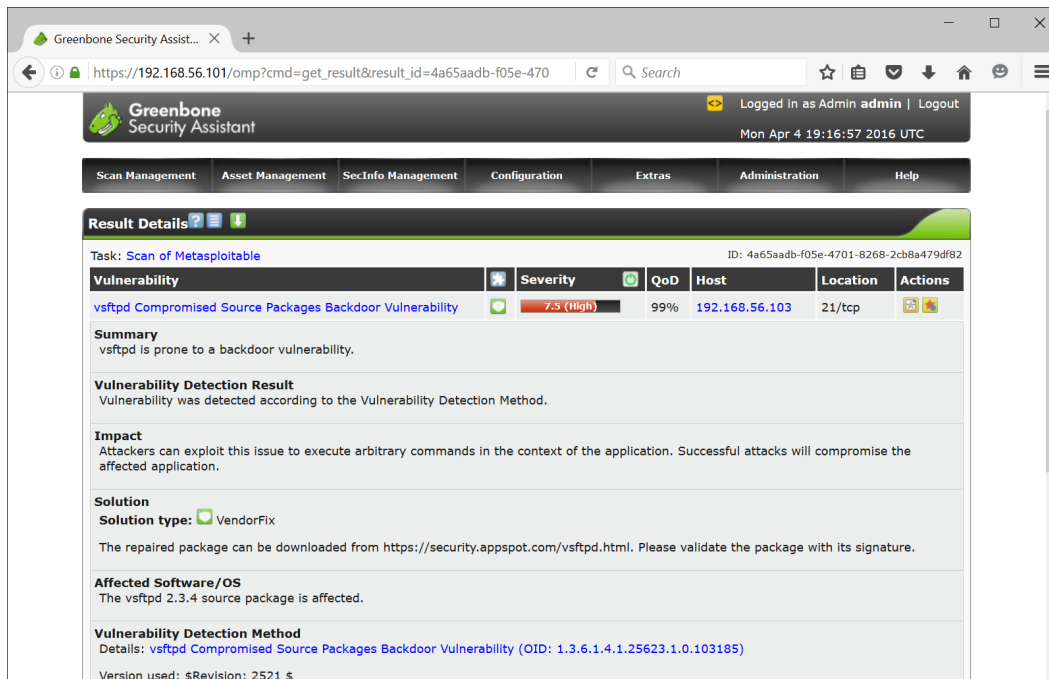 Greenbone Security Assist...
https://192.168.56.101/omp?cmd=get_result&result_id=4a65aadb-f05e-470
Search
Greenbone
Security Assistant
Logged in as Admin admin | Logout
Mon Apr 4 19:16:57 2016 UTC
Scan Management Asset Management SecInfo Management Configuration Extras Administration Help
Result Details
Task: Scan of Metasploitable
ID: 4a65aadb-f05e-4701-8268-2cb8a479df82
Vulnerability Severity QoD Host Location Actions
vsftpd Compromised Source Packages Backdoor Vulnerability 7.5 (High) 99% 192.168.56.103 21/tcp
Summary
vsftpd is prone to a backdoor vulnerability.
Vulnerability Detection Result
Vulnerability was detected according to the Vulnerability Detection Method.
Impact
Attackers can exploit this issue to execute arbitrary commands in the context of the application. Successful attacks will compromise the
affected application.
Solution
Solution type: VendorFix
The repaired package can be downloaded from https://security.appspot.com/vsftpd.html. Please validate the package with its signature.
Affected Software/OS
The vsftpd 2.3.4 source package is affected.
Vulnerability Detection Method
Details: vsftpd Compromised Source Packages Backdoor Vulnerability (OID: 1.3.6.1.4.1.25623.1.0.103185)
Version used: $Revision: 2521 $